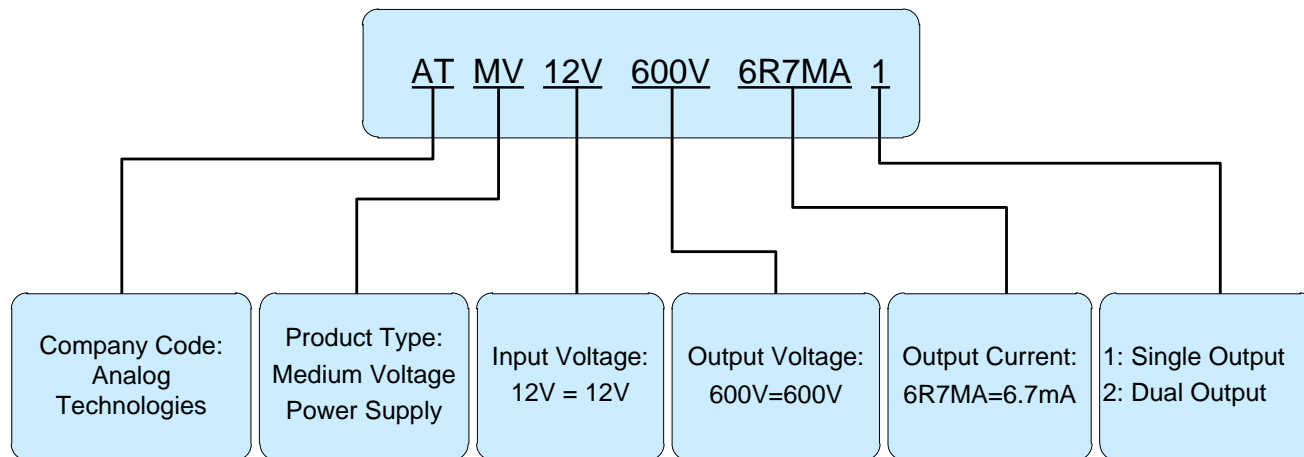 AT MV 12V 600V 6R7MA 1
Company Code:
Analog
Technologies
Product Type:
Medium Voltage
Power Supply
Input Voltage:
12V = 12V
Output Voltage:
600V=600V
Output Current:
6R7MA=6.7mA
1: Single Output
2: Dual Output